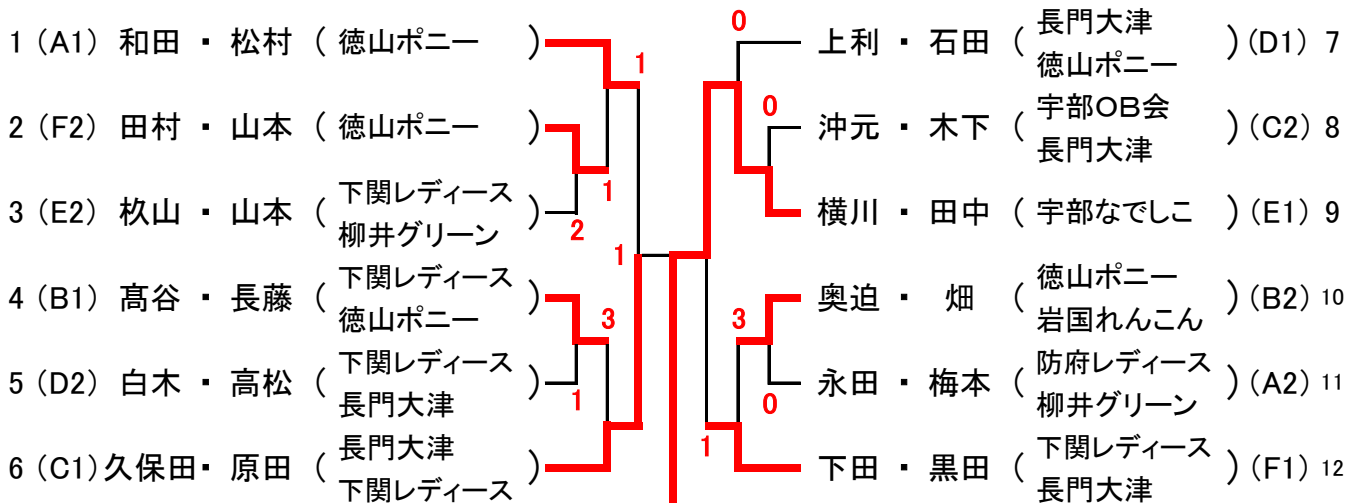 1 (A1) 和田 ・ 松村 ( 徳山ポニー )
2 (F2) 田村 ・ 山本 ( 徳山ポニー )
3 (E2) 杁山 ・ 山本 ( 下関レディース 柳井グリーン )
4 (B1) 髙谷 ・ 長藤 ( 下関レディース 徳山ポニー )
5 (D2) 白木 ・ 高松 ( 下関レディース 長門大津 )
6 (C1) 久保田・ 原田 ( 長門大津 下関レディース )
1
1
2
1
3
1
0
0
3
0
1
上利 ・ 石田 ( 長門大津 徳山ポニー ) (D1) 7
沖元 ・ 木下 ( 宇部OB会 長門大津 ) (C2) 8
横川 ・ 田中 ( 宇部なでしこ ) (E1) 9
奥迫 ・ 畑 ( 徳山ポニー 岩国れんこん ) (B2) 10
永田 ・ 梅本 ( 防府レディース 柳井グリーン ) (A2) 11
下田 ・ 黒田 ( 下関レディース 長門大津 ) (F1) 12